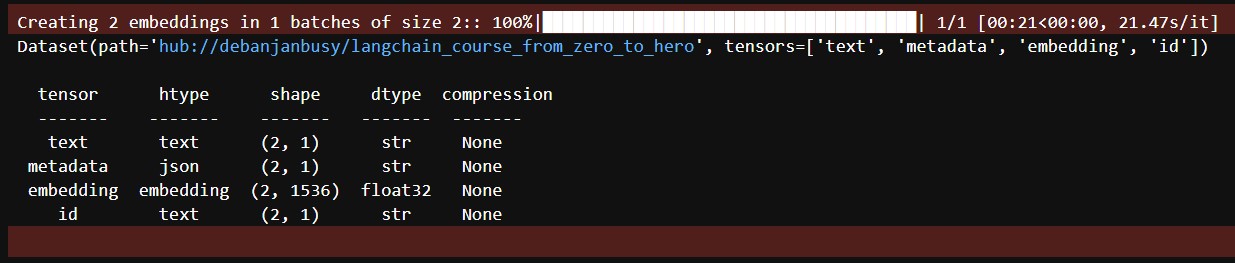 Creating 2 embeddings in 1 batches of size 2:: 100%|██████████████████████████████████| 1/1 [00:21<00:00, 21.47s/it]
Dataset(path='hub://debanjanbusy/langchain_course_from_zero_to_hero', tensors=['text', 'metadata', 'embedding', 'id'])
tensor htype shape dtype compression
------- ------- ------- ------- -------
text text (2, 1) str None
metadata json (2, 1) str None
embedding embedding (2, 1536) float32 None
id text (2, 1) str None